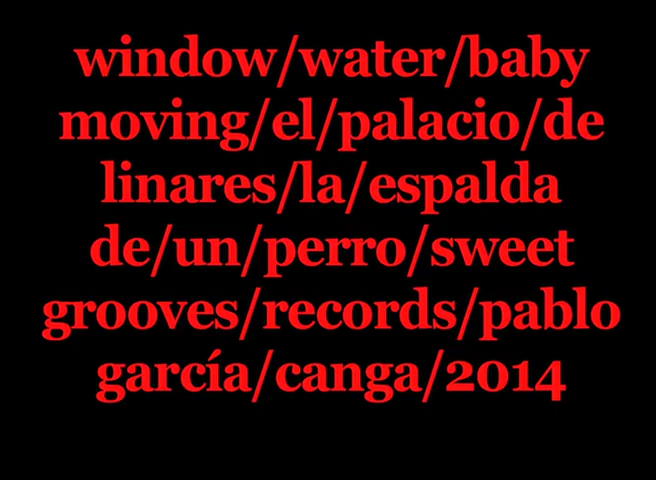 window/water/baby
moving/el/palacio/de
linares/la/espalda
de/un/perro/sweet
grooves/records/pablo
garcía/canga/2014